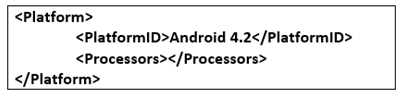 <Platform>
<PlatformID>Android 4.2</PlatformID>
<Processors></Processors>
</Platform>